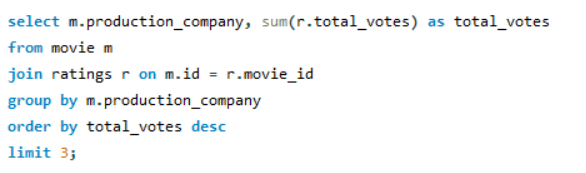 select m.production_company, sum(r.total_votes) as total_votes
from movie m
join ratings r on m.id = r.movie_id
group by m.production_company
order by total_votes desc
limit 3;